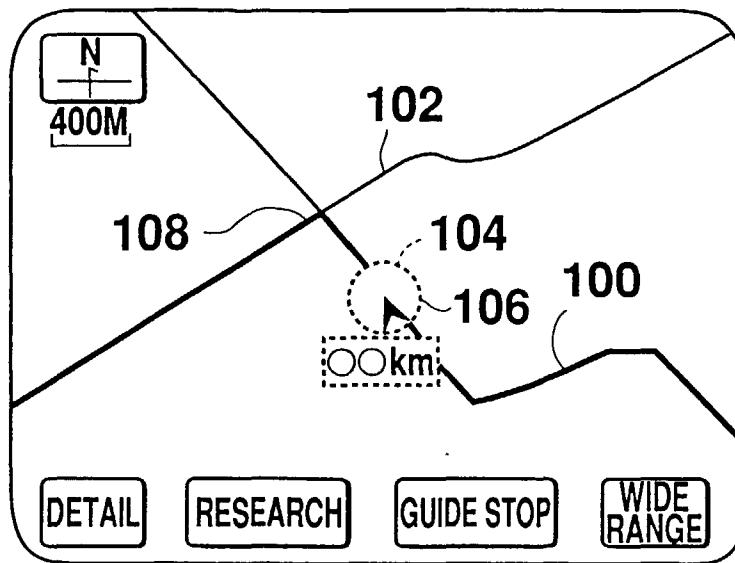 N
400M
102
108
104
106
100
○○km
DETAIL
RESEARCH
GUIDE STOP
WIDE
RANGE